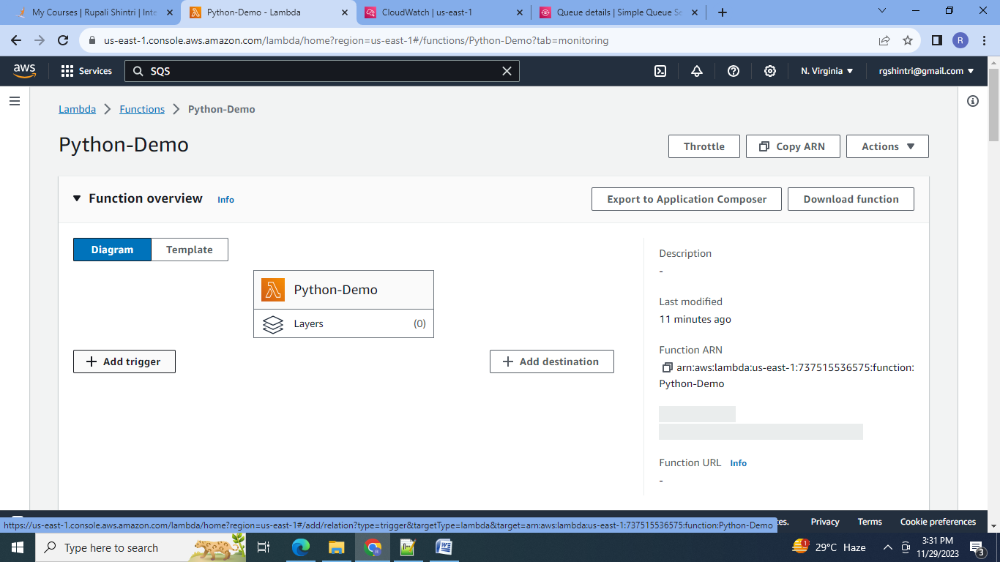 My Courses | Rupali Shintri | Inte
Python-Demo - Lambda
CloudWatch | us-east-1
Queue details | Simple Queue Se
us-east-1.console.aws.amazon.com/lambda/home?region=us-east-1#/functions/Python-Demo?tab=monitoring
R
aws
Services
SQS
N. Virginia
rgshintri@gmail.com
Lambda
Functions
Python-Demo
Python-Demo
Throttle
Copy ARN
Actions
Function overview
Info
Export to Application Composer
Download function
Diagram
Template
Python-Demo
Layers
(0)
Add trigger
Add destination
Description
-
Last modified
11 minutes ago
Function ARN
arn:aws:lambda:us-east-1:737515536575:function:
Python-Demo
Function URL
Info
-
https://us-east-1.console.aws.amazon.com/lambda/home?region=us-east-1#/add/relation?type=trigger&targetType=lambda&target=arn:aws:lambda:us-east-1:737515536575:function:Python-Demo
tes.
Privacy
Terms
Cookie preferences
Type here to search
1
29°C Haze
3:31 PM
11/29/2023
3